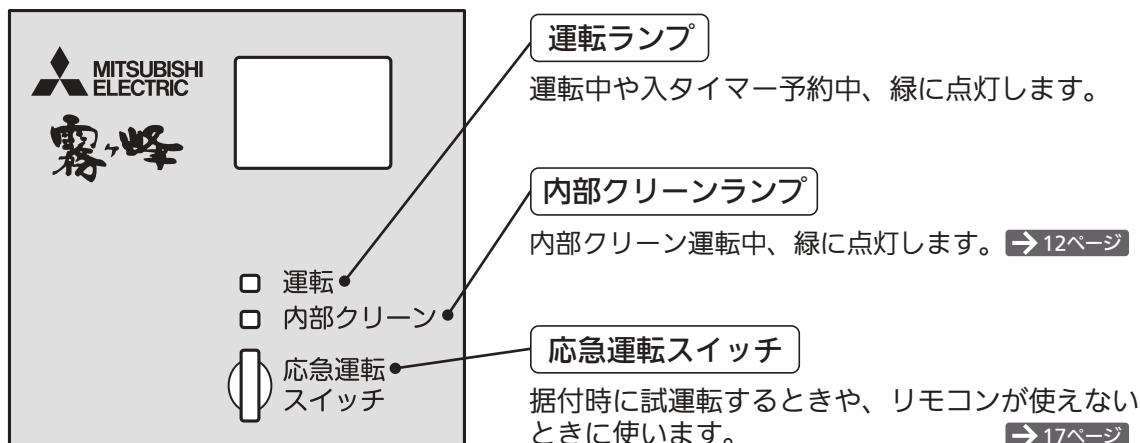 MITSUBISHI
ELECTRIC
霧ヶ峰
運転
内部クリーン
応急運転
スイッチ
運転ランプ
運転中や入タイマー予約中、緑に点灯します。
内部クリーンランプ
内部クリーン運転中、緑に点灯します。 →12ページ
応急運転スイッチ
据付時に試運転するときや、リモコンが使えない
ときに使います。 →17ページ